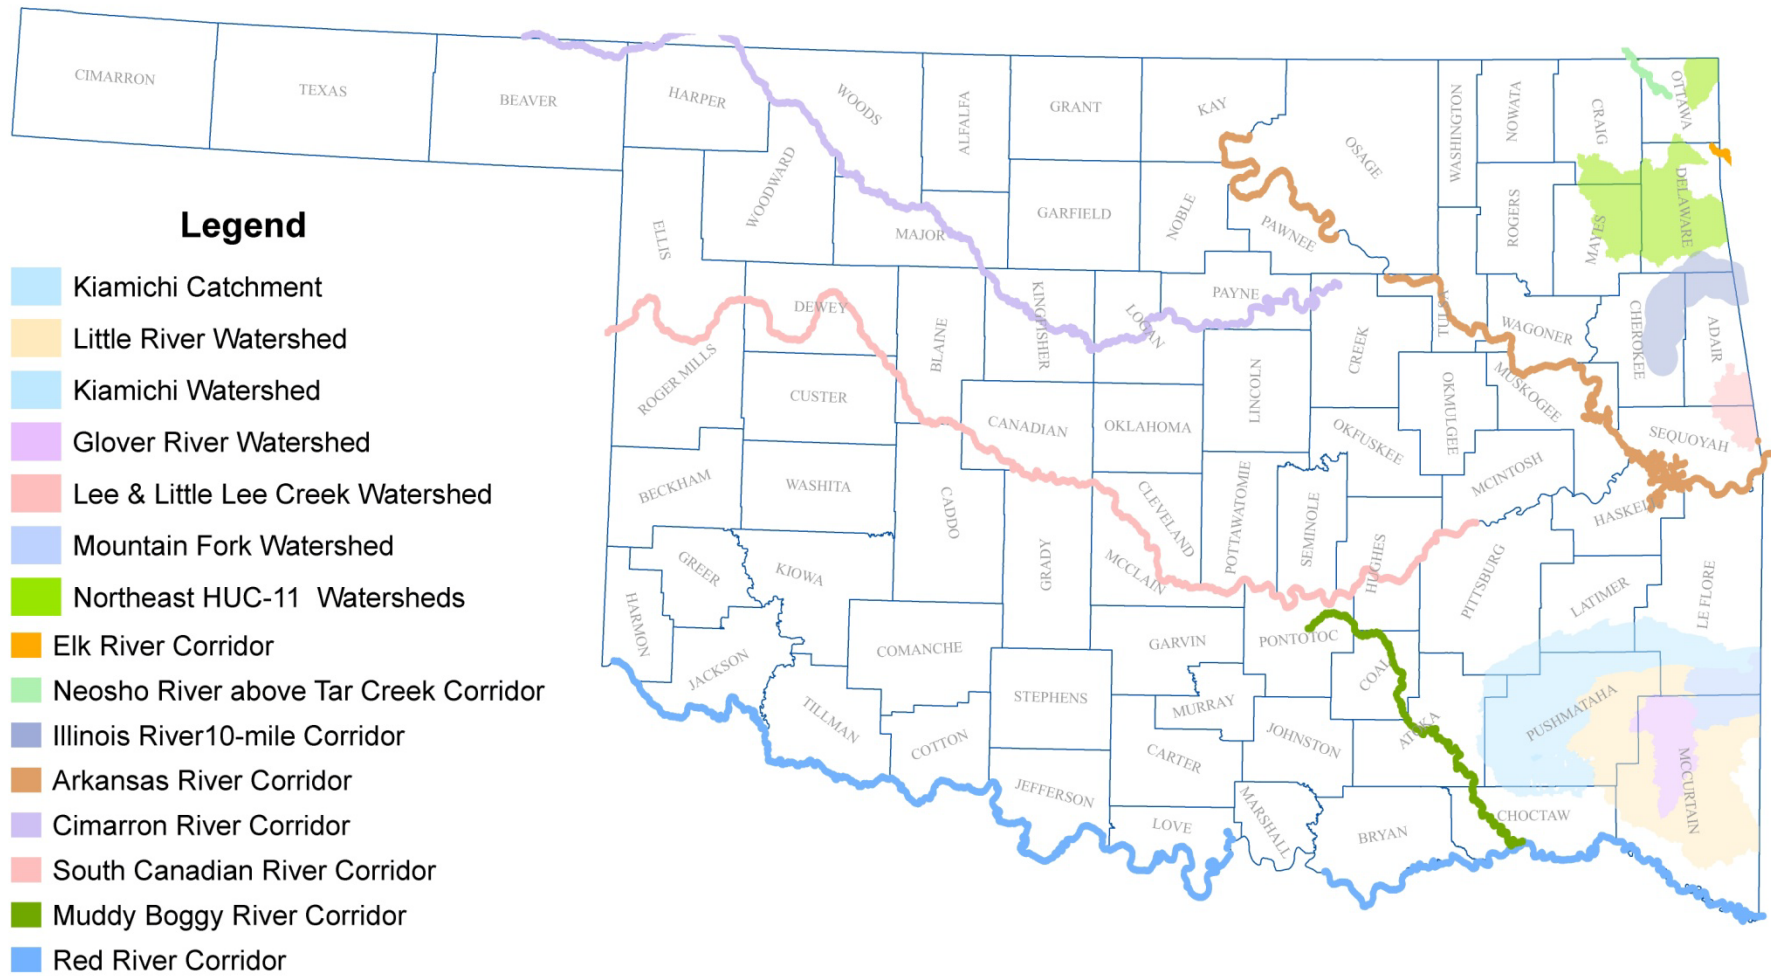 CIMARRON
TEXAS
BEAVER
HARPER
WOODS
ALFALFA
GRANT
KAY
OSAGE
WASHINGTON
NOWATA
CRAIG
OTTAWA
ELLIS
WOODWARD
MAJOR
GARFIELD
NOBLE
PAWNEE
ROGERS
MAYES
DELAWARE
DEWEY
BLAINE
KINGFISHER
LOGAN
PAYNE
CREEK
TULSA
WAGONER
CHEROKEE
ADAIR
ROGER MILLS
CUSTER
CANADIAN
OKLAHOMA
LINCOLN
OKFUSKEE
OKMULGEE
MUSKOGEE
SEQUOYAH
BECKHAM
WASHITA
CADDO
GRADY
CLEVELAND
MCCLAIN
POTTAWATOMIE
SEMINOLE
HUGHES
MCINTOSH
HASKELL
PITTSBURG
LATIMER
LE FLORE
HARMON
GREER
KIOWA
JACKSON
TILLMAN
COMANCHE
COTTON
STEPHENS
JEFFERSON
GARVIN
MURRAY
CARTER
LOVE
PONTOTOC
COAL
JOHNSTON
MARSHALL
ATOKA
BRYAN
PUSHMATAHA
CHOCTAW
MCCURTAIN
Legend
Kiamichi Catchment
Little River Watershed
Kiamichi Watershed
Glover River Watershed
Lee & Little Lee Creek Watershed
Mountain Fork Watershed
Northeast HUC-11 Watersheds
Elk River Corridor
Neosho River above Tar Creek Corridor
Illinois River10-mile Corridor
Arkansas River Corridor
Cimarron River Corridor
South Canadian River Corridor
Muddy Boggy River Corridor
Red River Corridor